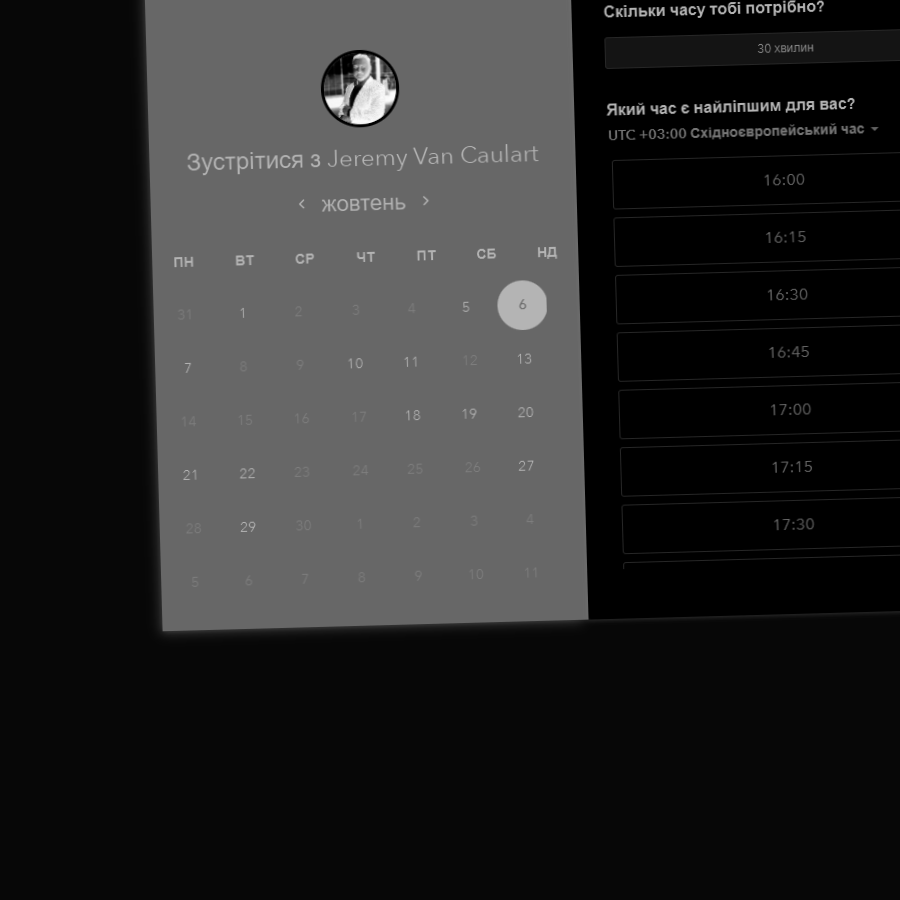 Зустрітися з Jeremy Van Caulart
жовтень
ПН ВТ СР ЧТ ПТ СБ НД
31 1 2 3 4 5 6
7 8 9 10 11 12 13
14 15 16 17 18 19 20
21 22 23 24 25 26 27
28 29 30 1 2 3 4
5 6 7 8 9 10 11
Скільки часу тобі потрібно?
30 хвилин
Який час є найліпшим для вас?
UTC +03:00 Східноєвропейський час
16:00
16:15
16:30
16:45
17:00
17:15
17:30